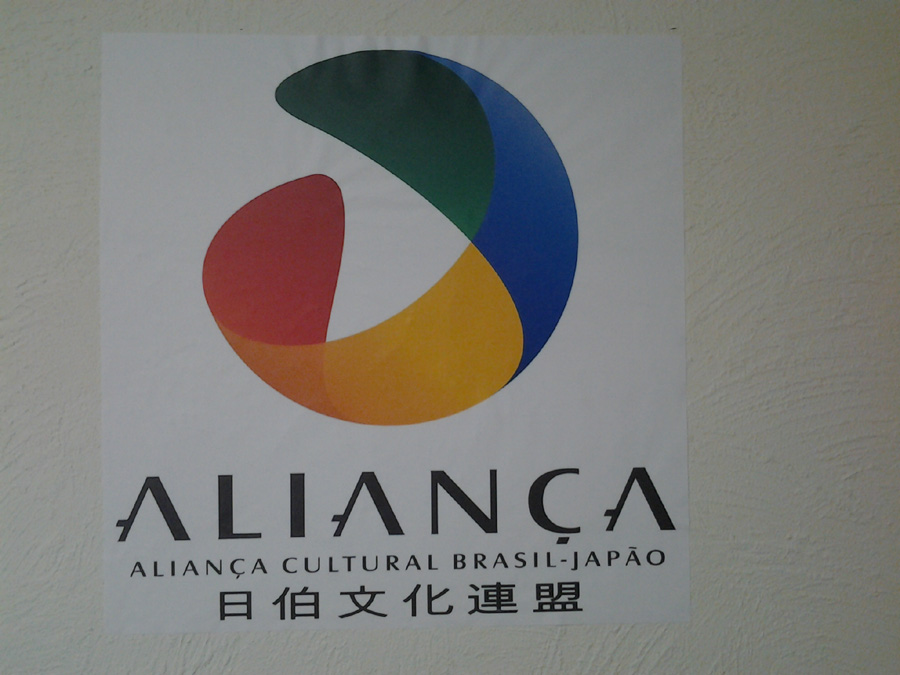 ALIANÇA
ALIANÇA CULTURAL BRASIL-JAPÃO
日伯文化連盟